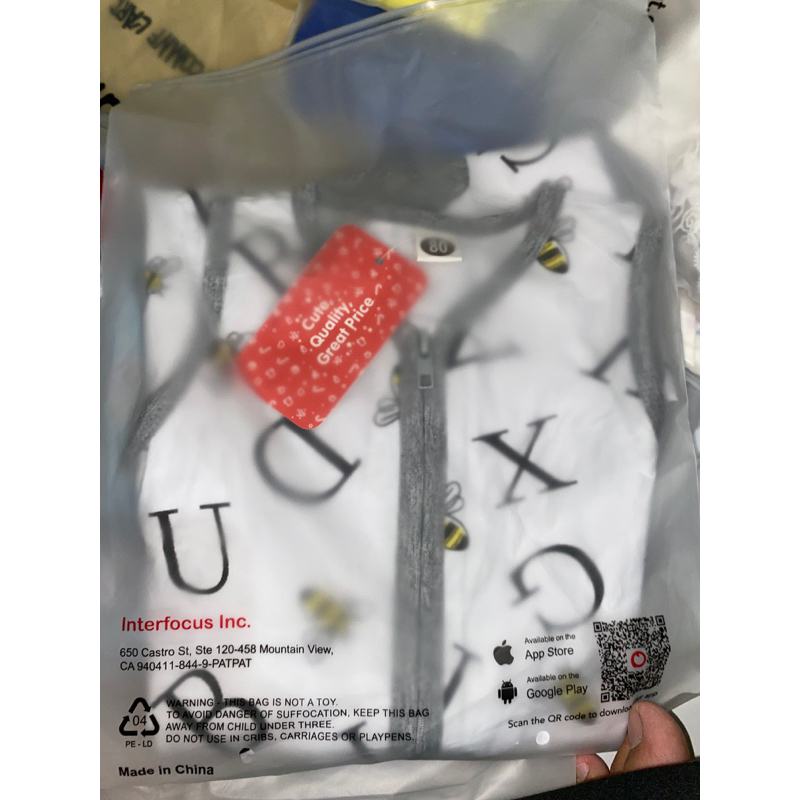 80
Cute,
Quality,
Great Price
D
X
U
G
Interfocus Inc.
650 Castro St, Ste 120-458 Mountain View,
CA 940411-844-9-PATPAT
Available on the
App Store
Available on the
Google Play
Scan the QR code to downlo
04
PE-LD
WARNING - THIS BAG IS NOT A TOY.
TO AVOID DANGER OF SUFFOCATION, KEEP THIS BAG
AWAY FROM CHILD UNDER THREE.
DO NOT USE IN CRIBS, CARRIAGES OR PLAYPENS.
Made in China